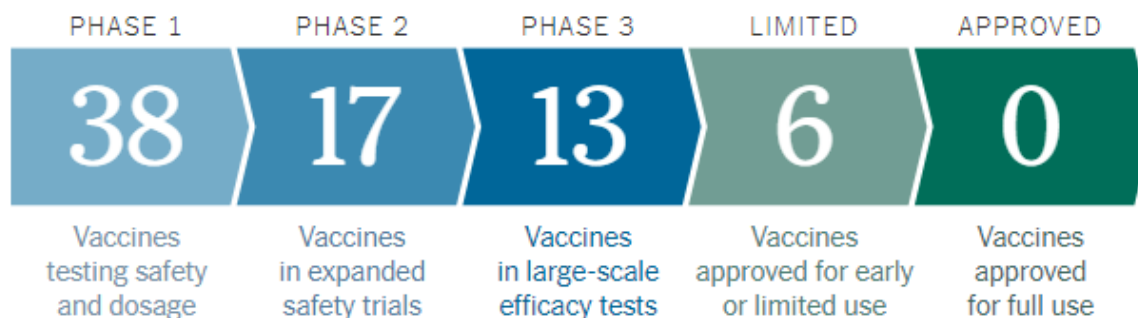 PHASE 1
PHASE 2
PHASE 3
LIMITED
APPROVED
38
17
13
6
0
Vaccines
testing safety
and dosage
Vaccines
in expanded
safety trials
Vaccines
in large-scale
efficacy tests
Vaccines
approved for early
or limited use
Vaccines
approved
for full use